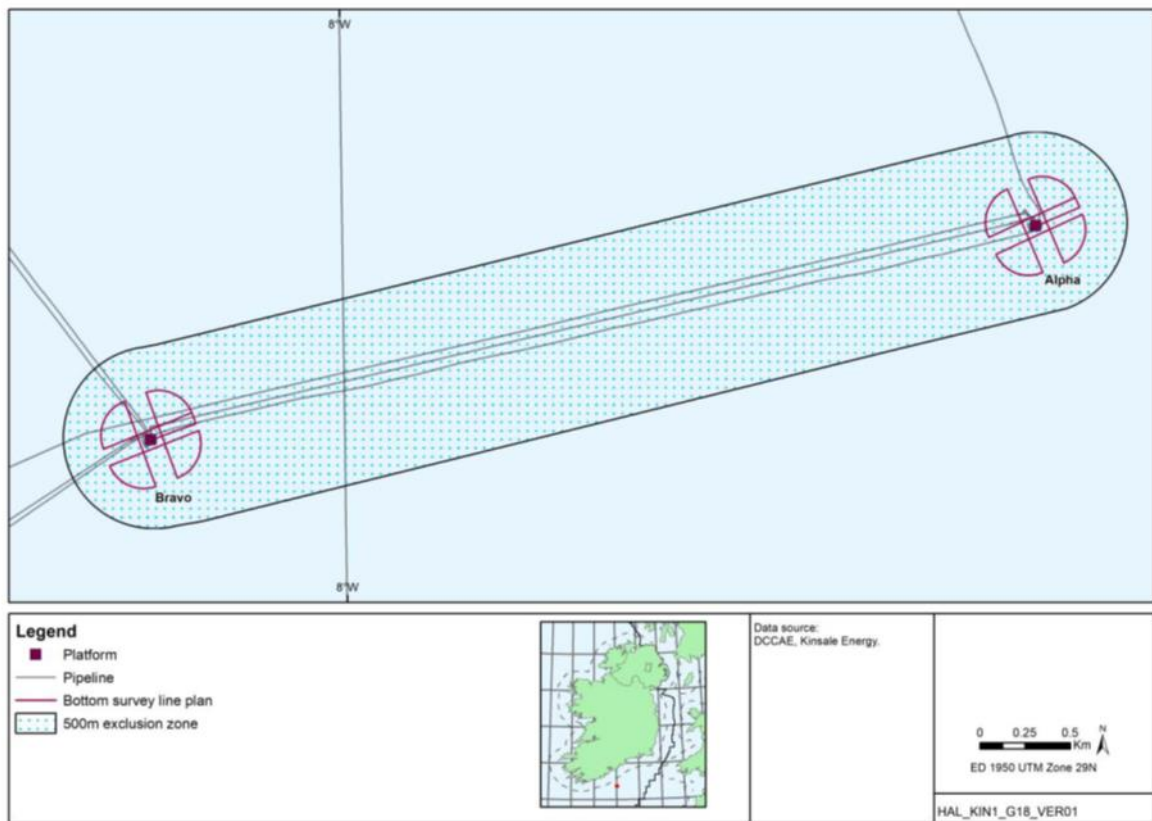 8°W
Alpha
Bravo
8°W
Legend
Platform
Pipeline
Bottom survey line plan
500m exclusion zone
Data source:
DCCAE, Kinsale Energy.
0 0.25 0.5
Km
N
ED 1950 UTM Zone 29N
HAL_KIN1_G18_VER01